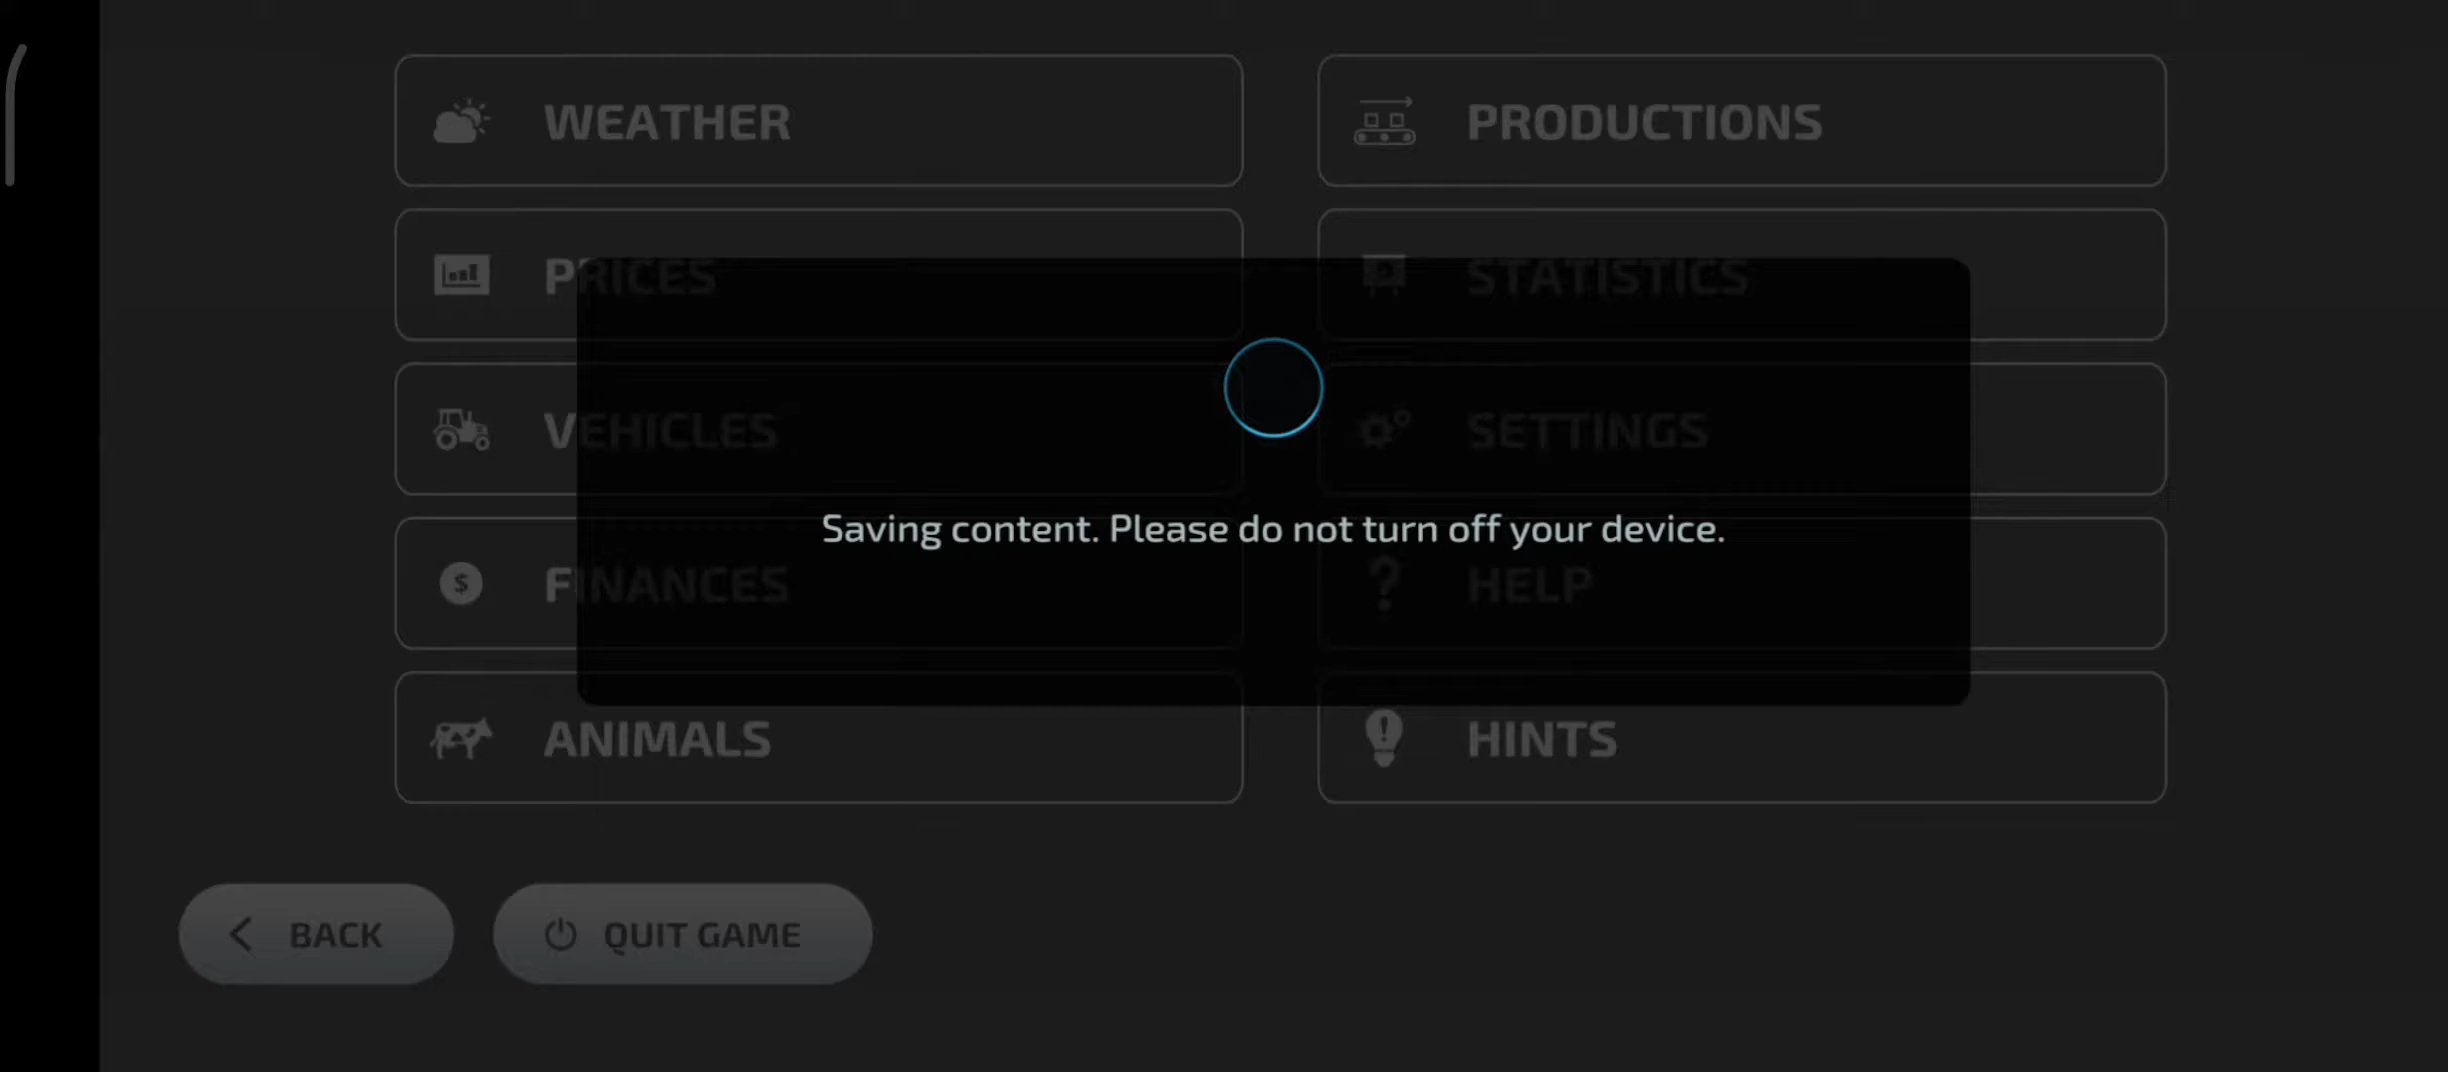 WEATHER
PRODUCTIONS
PRICES
STATISTICS
VEHICLES
SETTINGS
Saving content. Please do not turn off your device.
FINANCES
HELP
ANIMALS
HINTS
BACK
QUIT GAME